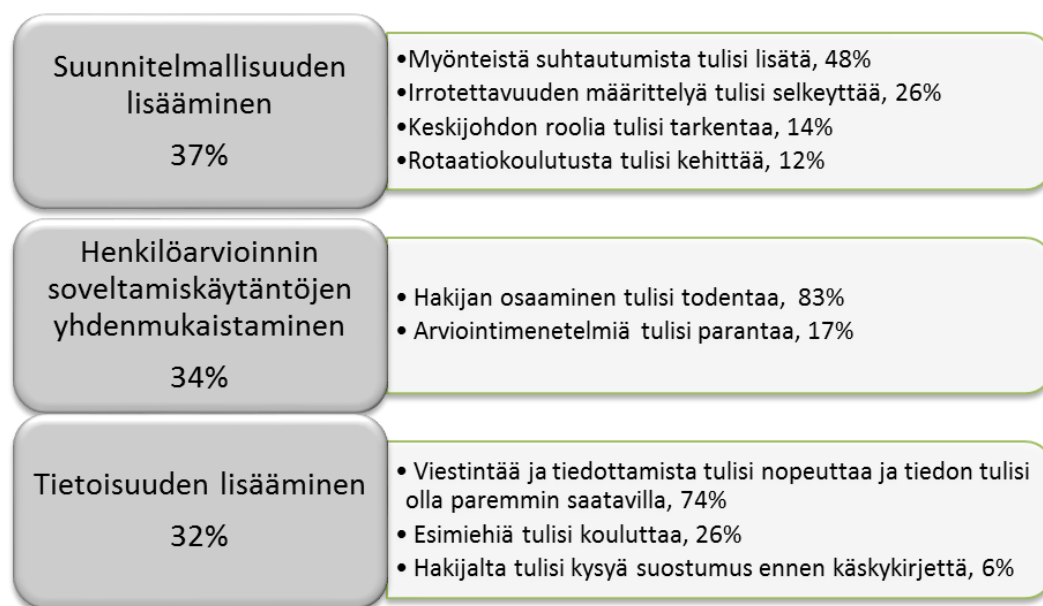 Suunnitelmallisuuden
lisääminen
37%
•Myönteistä suhtautumista tulisi lisätä, 48%
•Irrotettavuuden määrittelyä tulisi selkeyttää, 26%
•Keskijohdon roolia tulisi tarkentaa, 14%
•Rotaatiokoulutusta tulisi kehittää, 12%
Henkilöarvioinnin
soveltamiskäytäntöjen
yhdenmukaistaminen
34%
• Hakijan osaaminen tulisi todentaa, 83%
• Arviointimenetelmiä tulisi parantaa, 17%
Tietoisuuden lisääminen
32%
• Viestintää ja tiedottamista tulisi nopeuttaa ja tiedon tulisi
olla paremmin saatavilla, 74%
• Esimiehiä tulisi kouluttaa, 26%
• Hakijalta tulisi kysyä suostumus ennen käskykirjettä, 6%